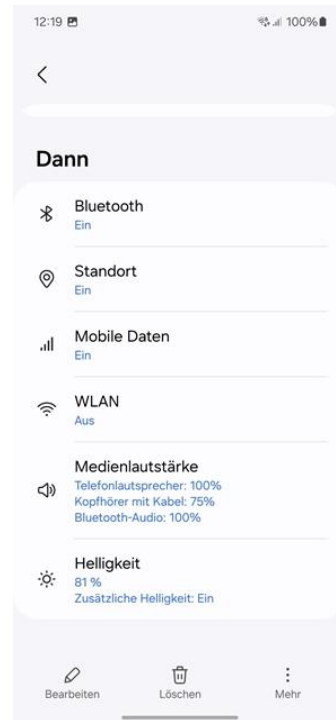 12:19 100%
Dann
Bluetooth
Ein
Standort
Ein
Mobile Daten
Ein
WLAN
Aus
Medienlautstärke
Telefonlautsprecher: 100%
Kopfhörer mit Kabel: 75%
Bluetooth-Audio: 100%
Helligkeit
81 %
Zusätzliche Helligkeit: Ein
Bearbeiten Löschen Mehr